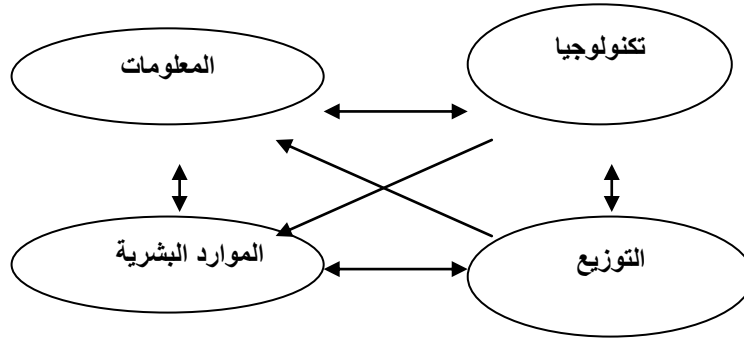 تكنولوجيا
المعلومات
التوزيع
الموارد البشرية